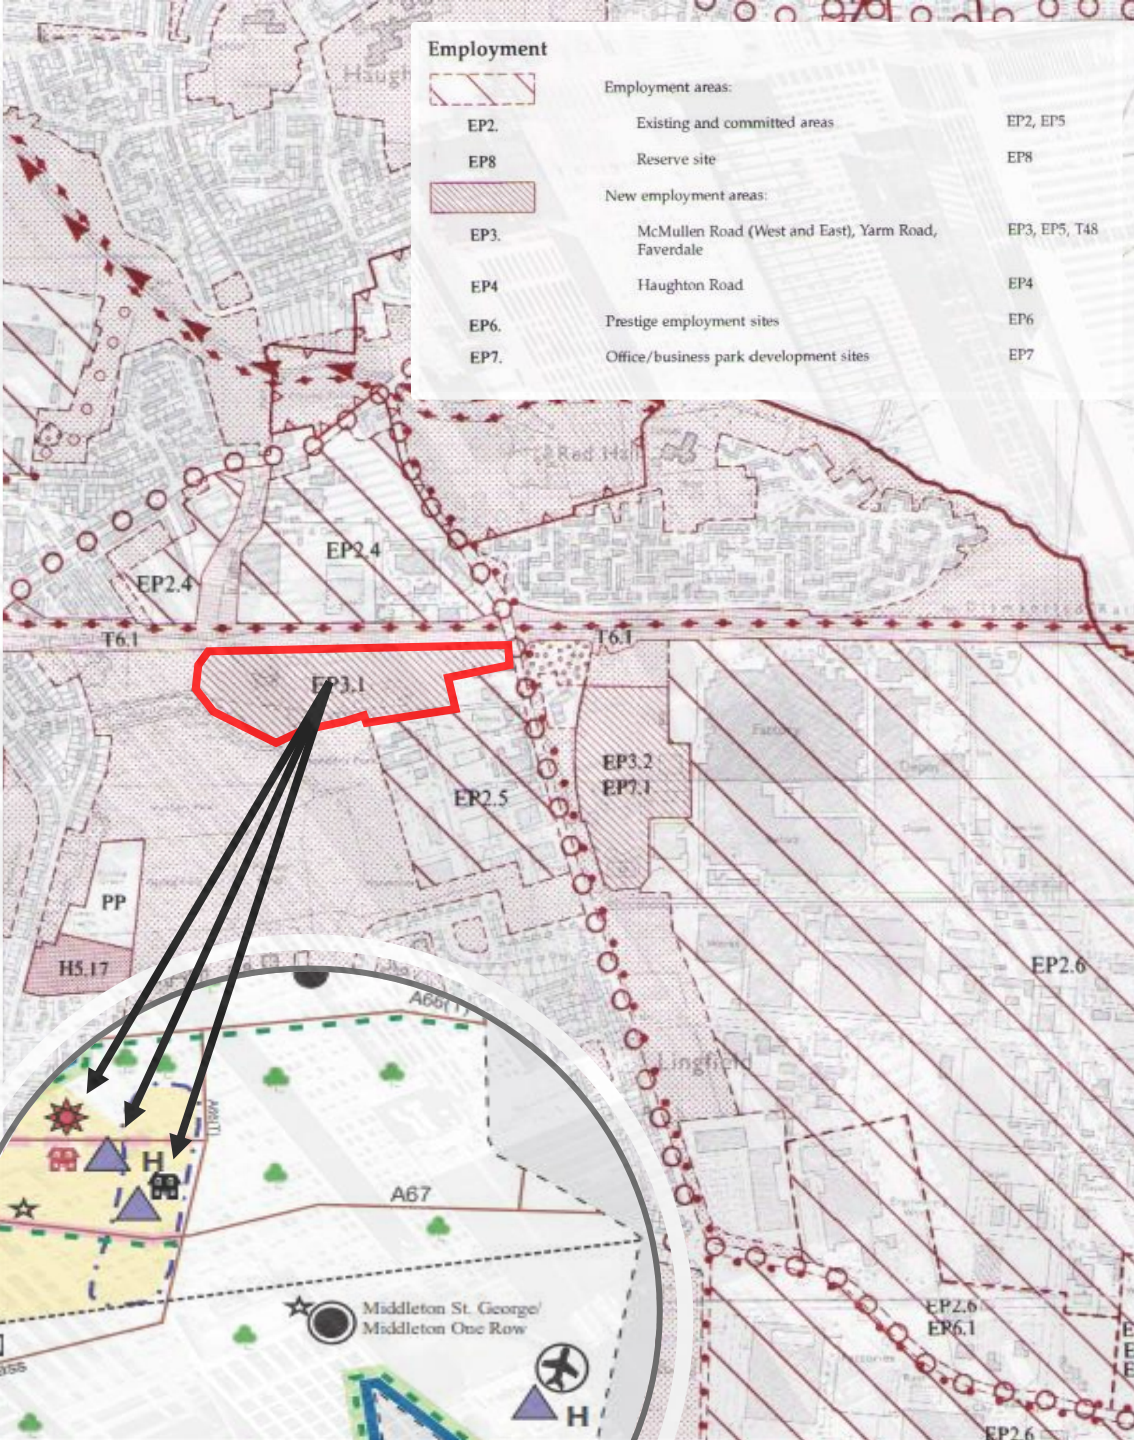 Employment
Employment areas:
EP2. Existing and committed areas EP2, EP5
EP8 Reserve site EP8
New employment areas:
EP3. McMullen Road (West and East), Yarm Road, EP3, EP5, T48
Faverdale
EP4 Haughton Road EP4
EP6. Prestige employment sites EP6
EP7. Office/business park development sites EP7
EP2.4
EP2.4
T6.1
T6.1
EP3.1
EP3.2
EP7.1
EP2.5
PP
H5.17
EP2.6
Lingfield
A66(T)
A66(T)
A67
H
Middleton St. George/
Middleton One Row
H
EP2.6
EP6.1
EP2.6